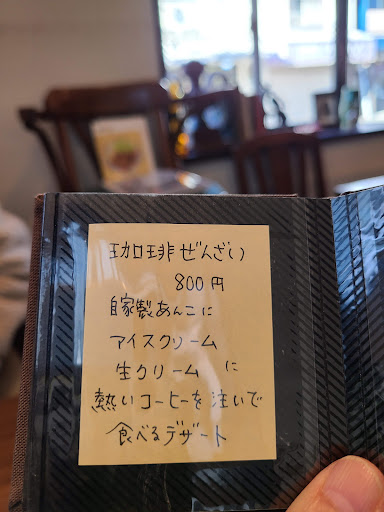 珈琲ぜんざい
800円
自家製あんこに
アイスクリーム
生クリーム に
熱いコーヒーを注いで
食べるデザート